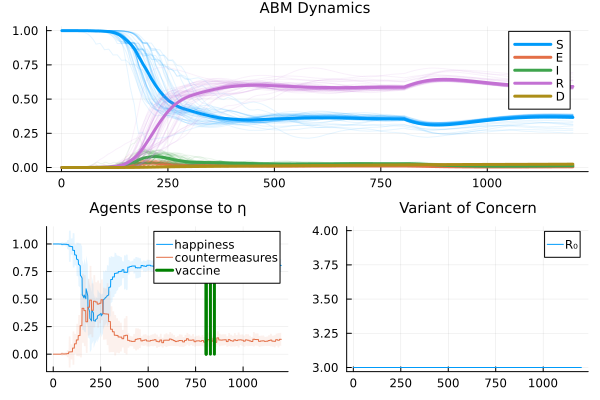 ABM Dynamics
1.00
0.75
0.50
0.25
0.00
S
E
I
R
D
0
250
500
750
1000
Agents response to η
1.00
0.75
0.50
0.25
0.00
happiness
countermeasures
vaccine
0
250
500
750
1000
Variant of Concern
4.00
3.75
3.50
3.25
3.00
R₀
0
250
500
750
1000